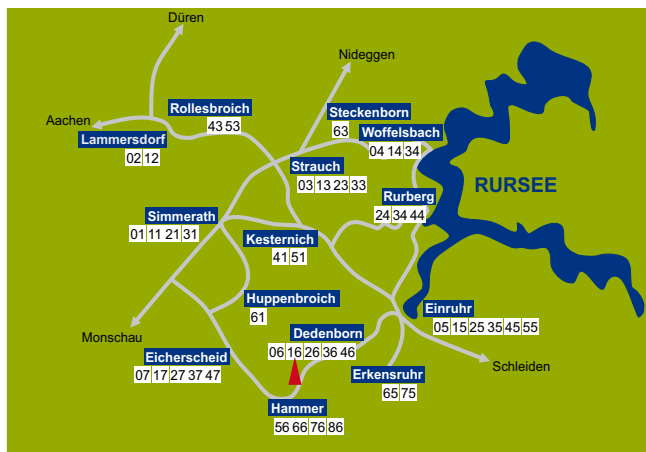 Düren
Nideggen
Aachen
Rollesbroich
43 53
Steckenborn
63
Lammersdorf
02 12
Woffelsbach
04 14 34
Strauch
03 13 23 33
RURSEE
Rurberg
24 34 44
Simmerath
01 11 21 31
Kesternich
41 51
Huppenbroich
61
Einruhr
05 15 25 35 45 55
Monschau
Dedenborn
06 16 26 36 46
Eicherscheid
07 17 27 37 47
Schleiden
Erkensruhr
65 75
Hammer
56 66 76 86